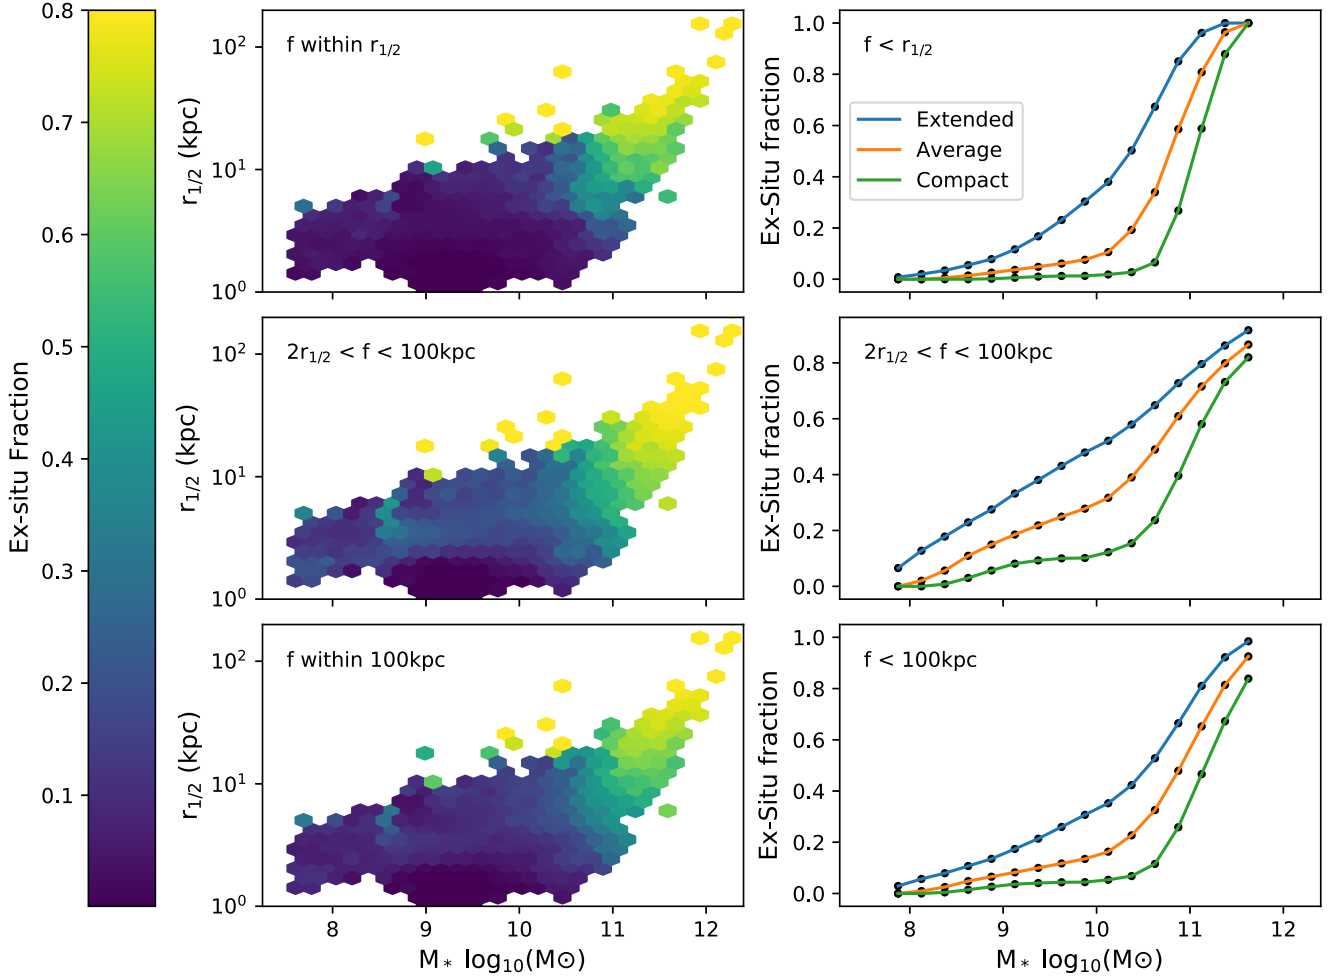 0.8
0.7
0.6
0.5
0.4
0.3
0.2
0.1
Ex-situ Fraction
f within r1/2
10²
10¹
10⁰
r1/2 (kpc)
f < r1/2
Extended
Average
Compact
1.0
0.8
0.6
0.4
0.2
0.0
Ex-Situ fraction
2r1/2 < f < 100kpc
10²
10¹
10⁰
r1/2 (kpc)
2r1/2 < f < 100kpc
0.8
0.6
0.4
0.2
0.0
Ex-Situ fraction
f within 100kpc
10²
10¹
10⁰
r1/2 (kpc)
8 9 10 11 12
M* log10(M⊙)
f < 100kpc
1.0
0.8
0.6
0.4
0.2
0.0
Ex-Situ fraction
8 9 10 11 12
M* log10(M⊙)